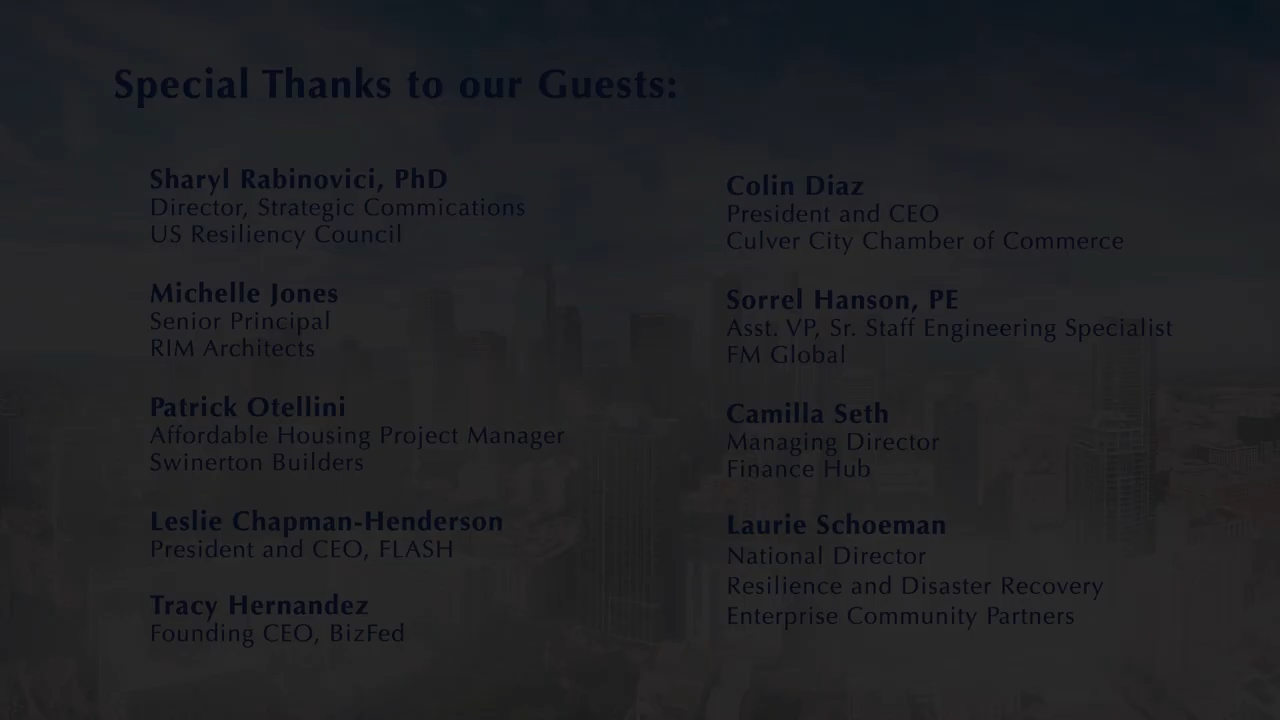 Special Thanks to our Guests:
Sharyl Rabinovici, PhD
Director, Strategic Commications
US Resiliency Council
Michelle Jones
Senior Principal
RIM Architects
Patrick Otellini
Affordable Housing Project Manager
Swinerton Builders
Leslie Chapman-Henderson
President and CEO, FLASH
Tracy Hernandez
Founding CEO, BizFed
Colin Diaz
President and CEO
Culver City Chamber of Commerce
Sorrel Hanson, PE
Asst. VP, Sr. Staff Engineering Specialist
FM Global
Camilla Seth
Managing Director
Finance Hub
Laurie Schoeman
National Director
Resilience and Disaster Recovery
Enterprise Community Partners